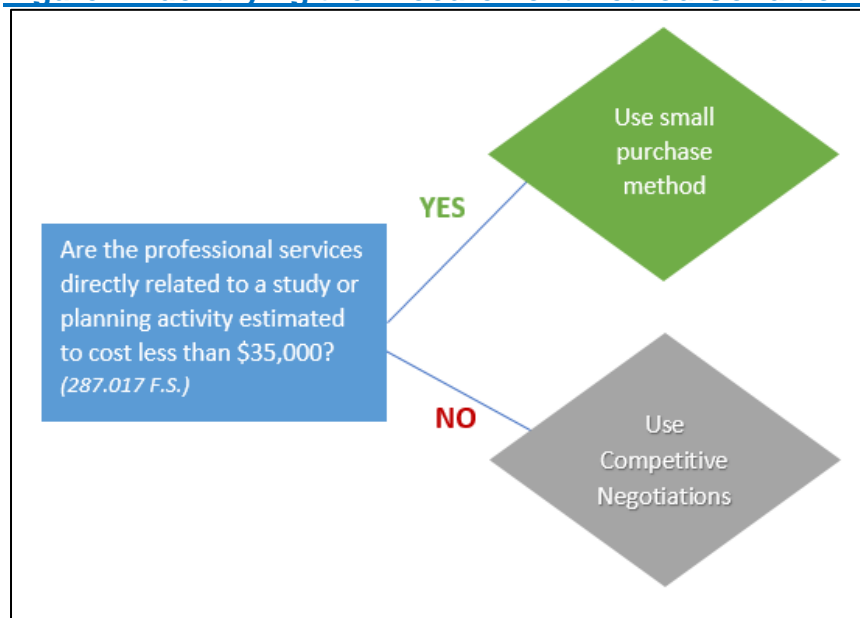 Are the professional services
directly related to a study or
planning activity estimated
to cost less than $35,000?
(287.017 F.S.)
YES
Use small
purchase
method
NO
Use
Competitive
Negotiations